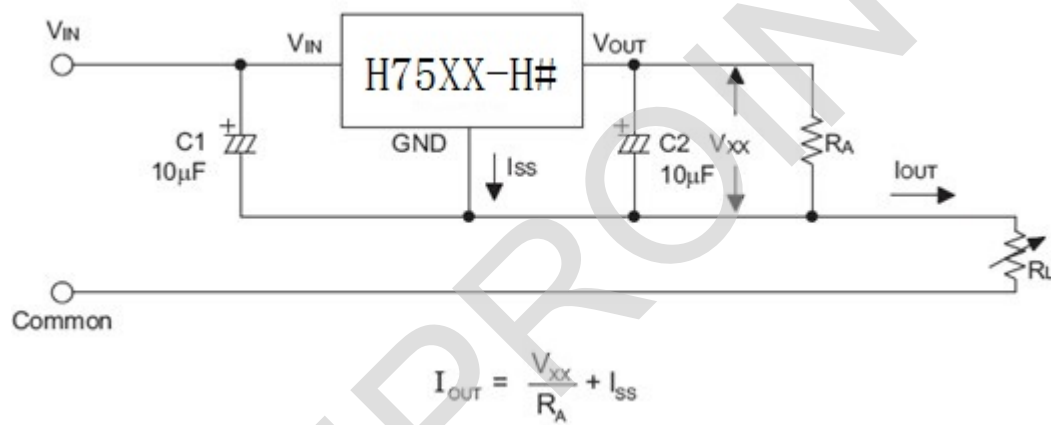 VIN
VIN
H75XX-H#
VOUT
C1
10μF
GND
ISS
C2
10μF
VXX
RA
IOUT
RL
Common
IOUT = VXX / RA + ISS
PROIN